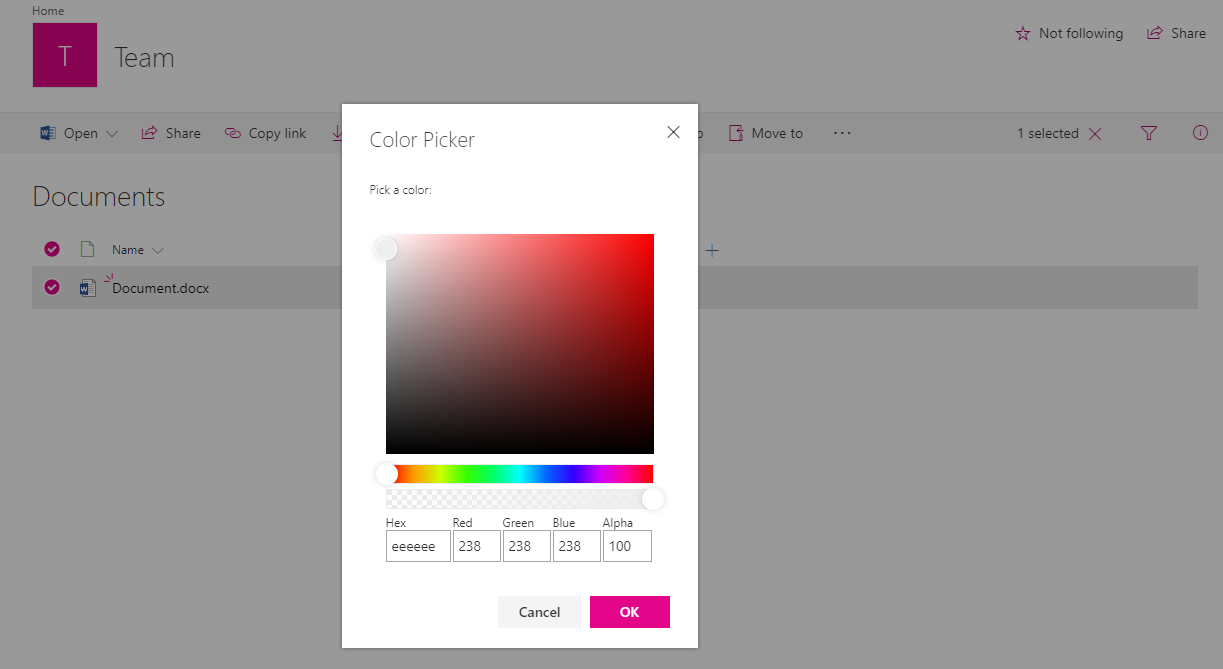 Home
T
Team
Not following
Share
Open
Share
Copy link
Move to
...
1 selected
Documents
Name
Document.docx
Color Picker
Pick a color:
Hex Red Green Blue Alpha
eeeeee 238 238 238 100
Cancel OK